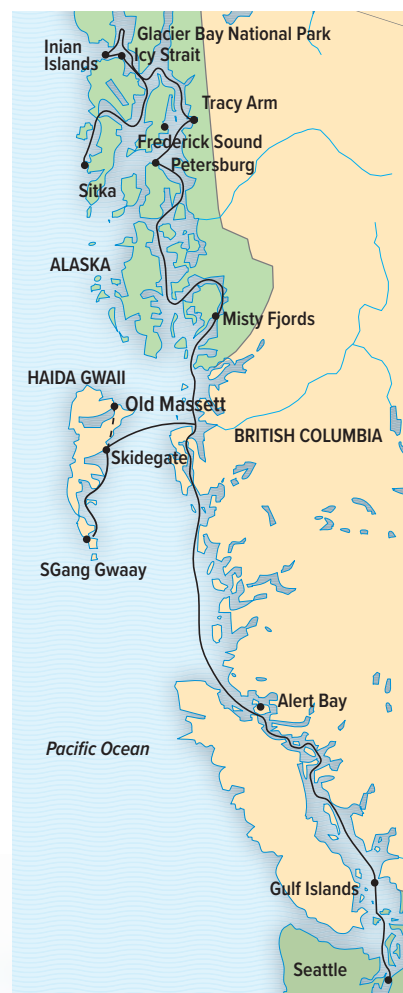 Glacier Bay National Park
Inian
Islands
Icy Strait
Tracy Arm
Frederick Sound
Petersburg
Sitka
ALASKA
Misty Fjords
HAIDA GWAII
Old Massett
BRITISH COLUMBIA
Skidegate
SGang Gwaay
Alert Bay
Pacific Ocean
Gulf Islands
Seattle